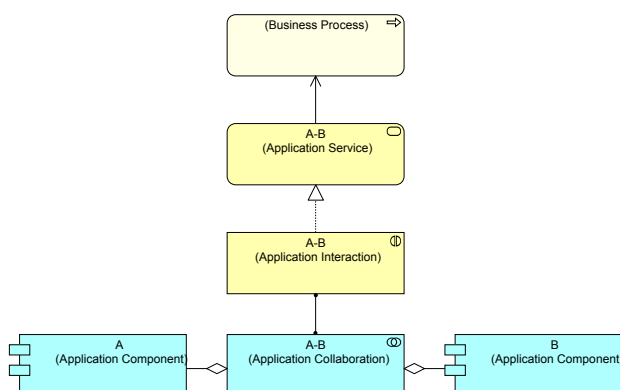 (Business Process)
A-B
(Application Service)
A-B
(Application Interaction)
A
(Application Component)
A-B
(Application Collaboration)
B
(Application Component)